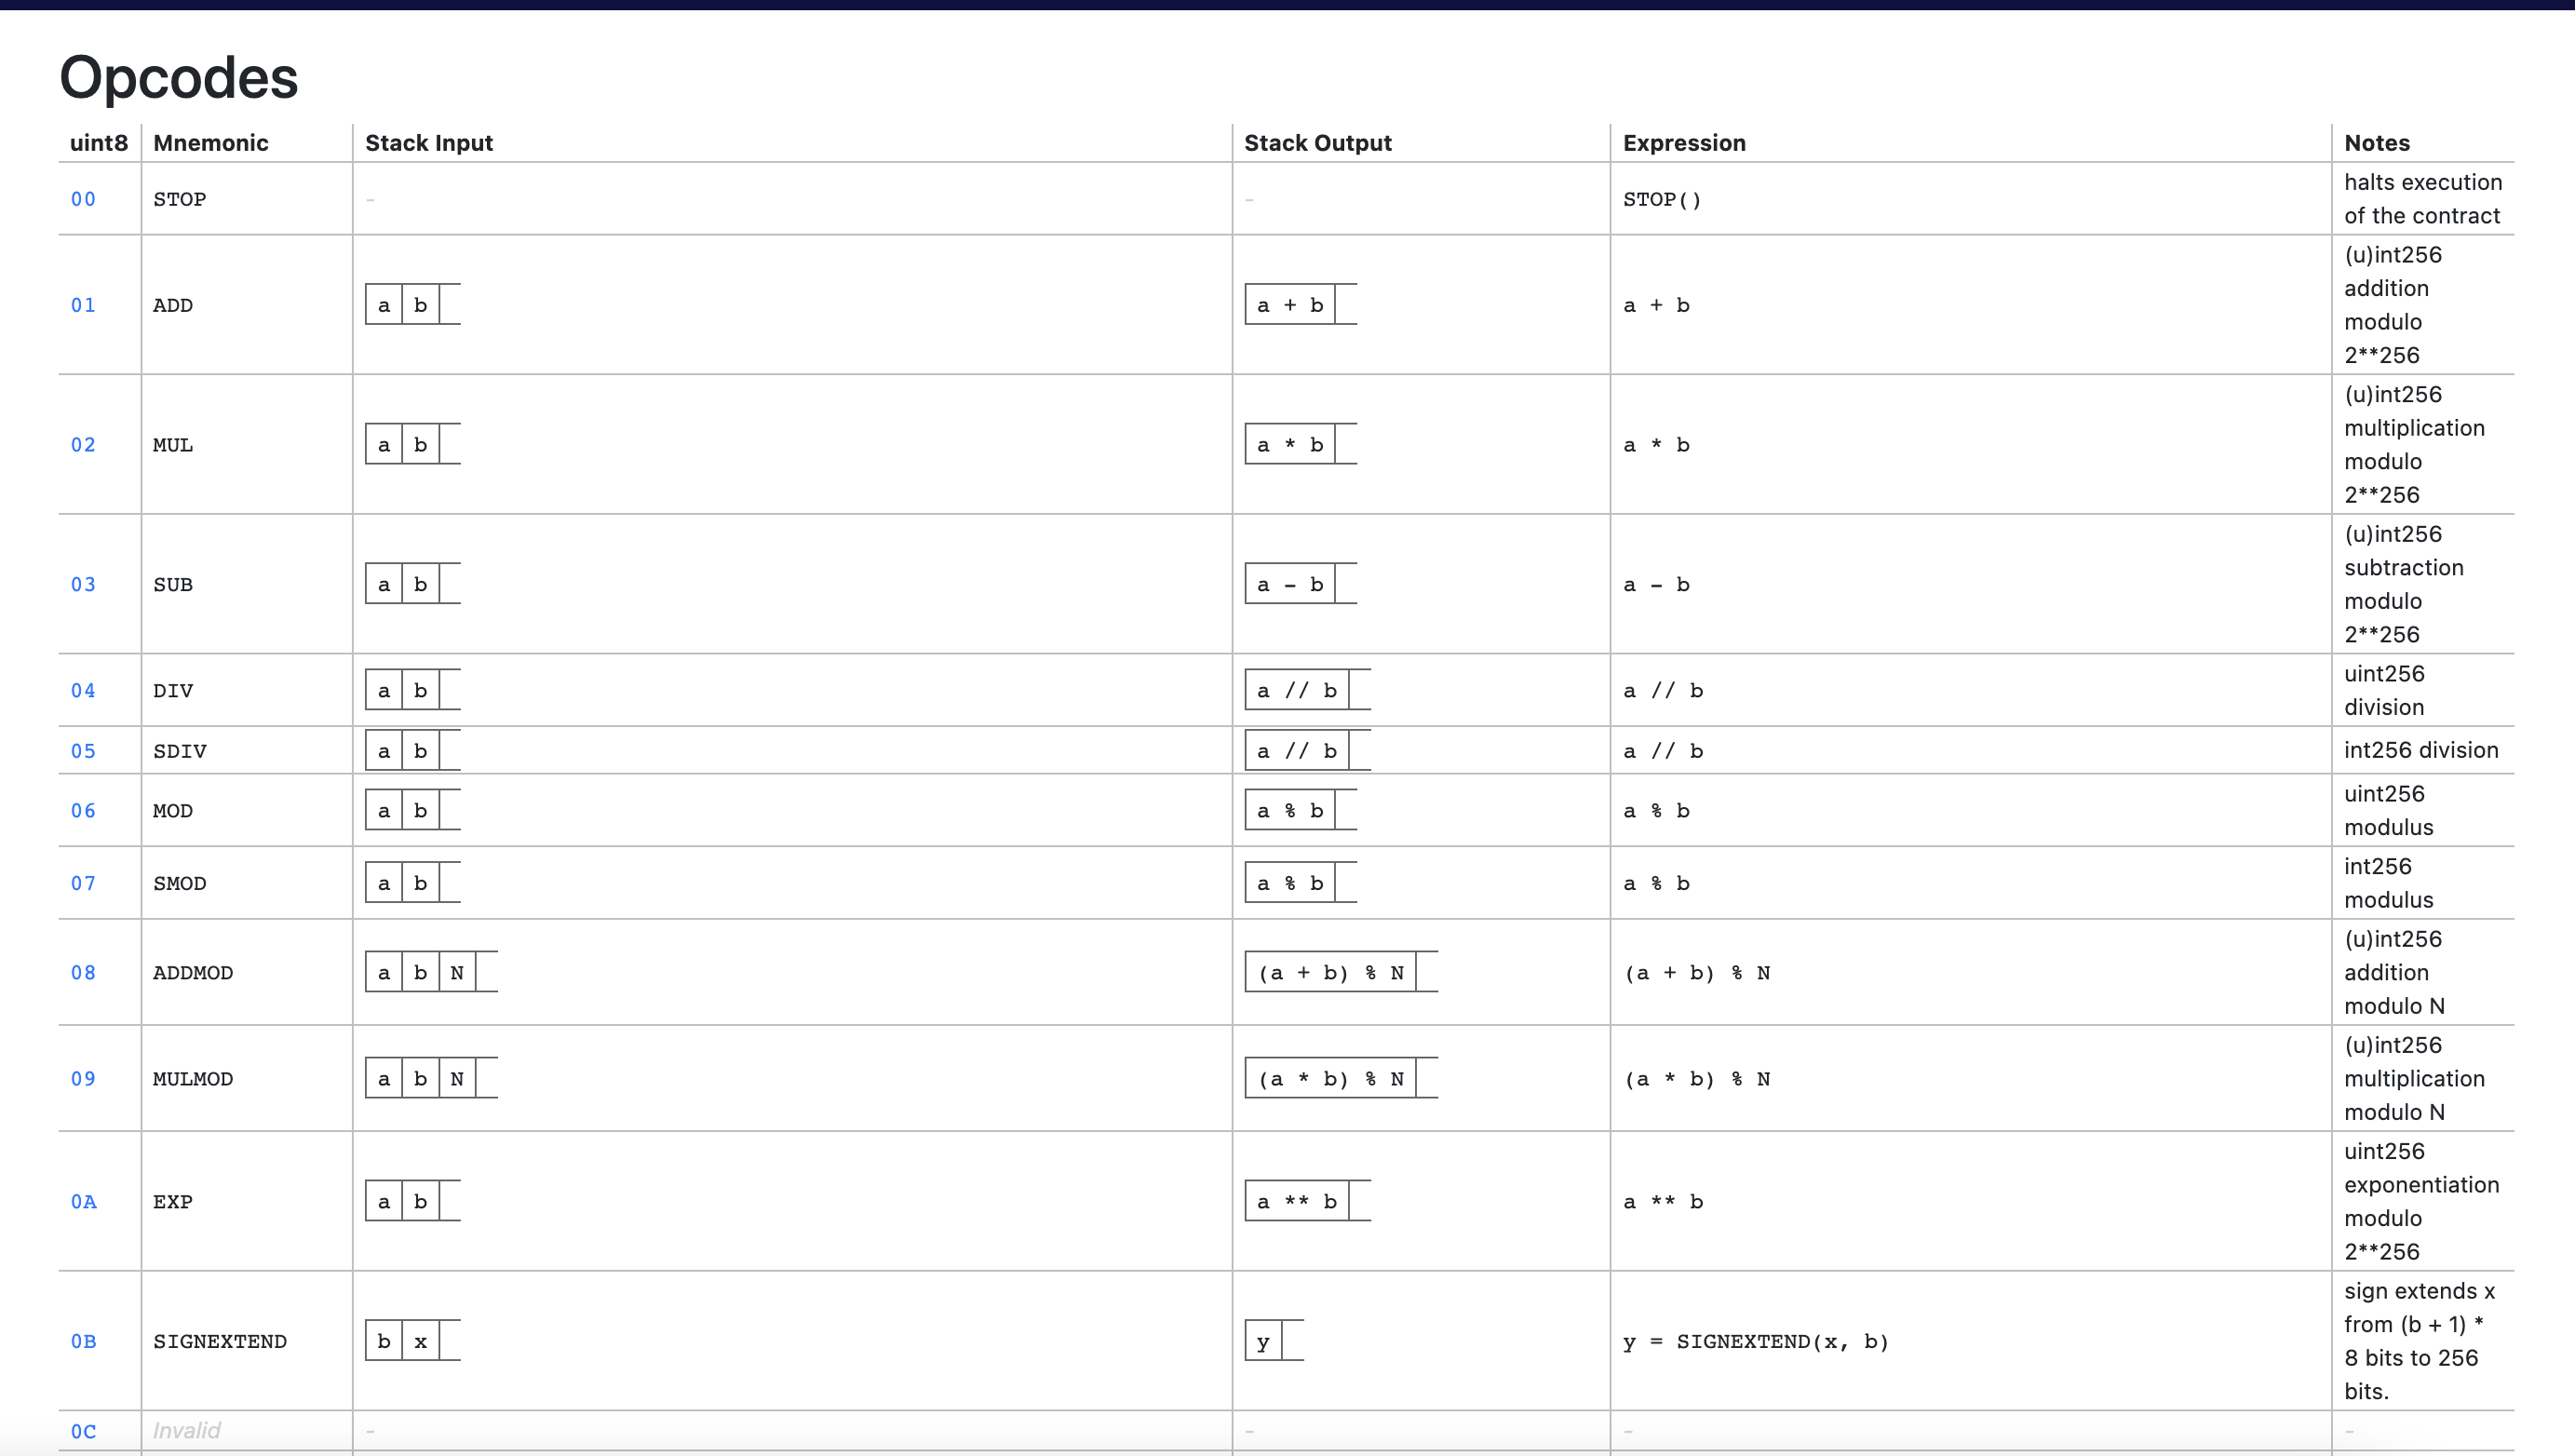 Opcodes
uint8 Mnemonic Stack Input Stack Output Expression Notes
00 STOP - - STOP() halts execution
of the contract
01 ADD a b a + b a + b (u)int256
addition
modulo
2**256
02 MUL a b a * b a * b (u)int256
multiplication
modulo
2**256
03 SUB a b a - b a - b (u)int256
subtraction
modulo
2**256
04 DIV a b a // b a // b uint256
division
05 SDIV a b a // b a // b int256 division
06 MOD a b a % b a % b uint256
modulus
07 SMOD a b a % b a % b int256
modulus
08 ADDMOD a b N (a + b) % N (a + b) % N (u)int256
addition
modulo N
09 MULMOD a b N (a * b) % N (a * b) % N (u)int256
multiplication
modulo N
0A EXP a b a ** b a ** b uint256
exponentiation
modulo
2**256
0B SIGNEXTEND b x y y = SIGNEXTEND(x, b) sign extends x
from (b + 1) *
8 bits to 256
bits.
0C Invalid - - - -